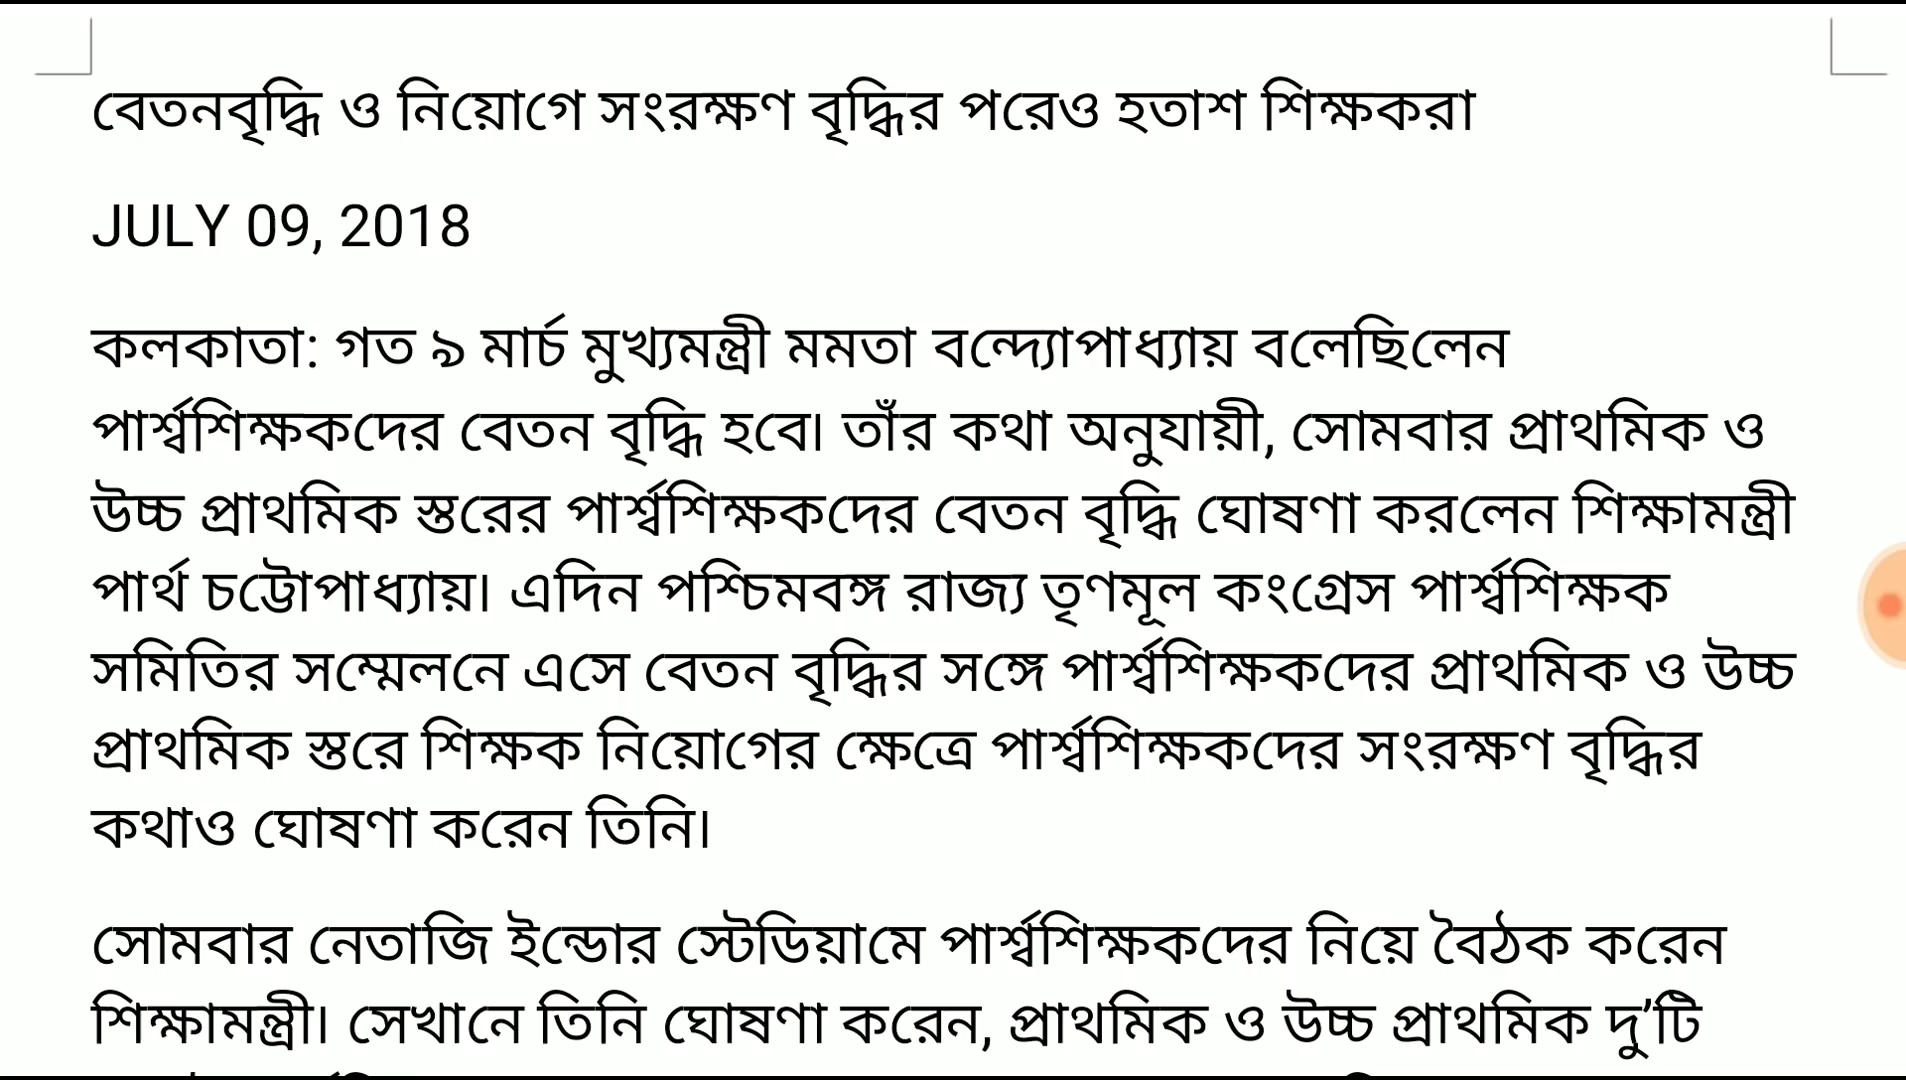 বেতনবৃদ্ধি ও নিয়োগে সংরক্ষণ বৃদ্ধির পরেও হতাশ শিক্ষকরা
JULY 09, 2018
কলকাতা: গত ৯ মার্চ মুখ্যমন্ত্রী মমতা বন্দ্যোপাধ্যায় বলেছিলেন
পার্শ্বশিক্ষকদের বেতন বৃদ্ধি হবে৷ তাঁর কথা অনুযায়ী, সোমবার প্রাথমিক ও
উচ্চ প্রাথমিক স্তরের পার্শ্বশিক্ষকদের বেতন বৃদ্ধি ঘোষণা করলেন শিক্ষামন্ত্রী
পার্থ চট্টোপাধ্যায়৷ এদিন পশ্চিমবঙ্গ রাজ্য তৃণমূল কংগ্রেস পার্শ্বশিক্ষক
সমিতির সম্মেলনে এসে বেতন বৃদ্ধির সঙ্গে পার্শ্বশিক্ষকদের প্রাথমিক ও উচ্চ
প্রাথমিক স্তরে শিক্ষক নিয়োগের ক্ষেত্রে পার্শ্বশিক্ষকদের সংরক্ষণ বৃদ্ধির
কথাও ঘোষণা করেন তিনি৷
সোমবার নেতাজি ইন্ডোর স্টেডিয়ামে পার্শ্বশিক্ষকদের নিয়ে বৈঠক করেন
শিক্ষামন্ত্রী৷ সেখানে তিনি ঘোষণা করেন, প্রাথমিক ও উচ্চ প্রাথমিক দু’টি